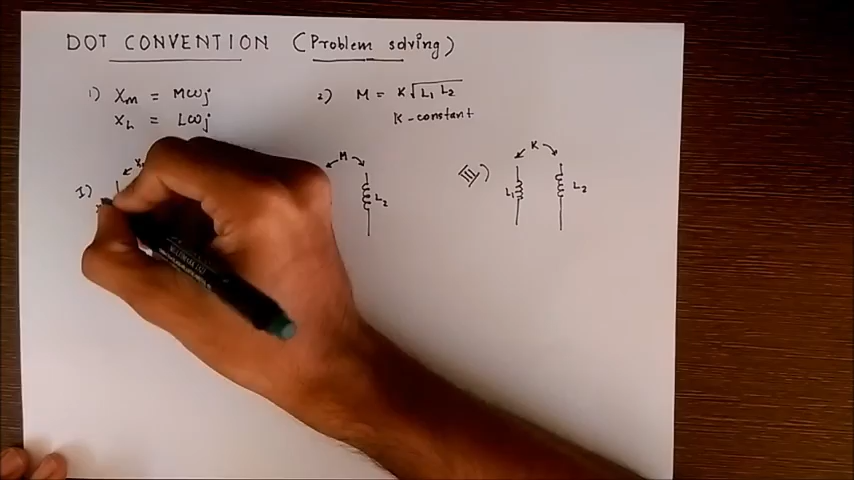 DOT CONVENTION (Problem solving)
1) Xm = Mωj 2) M = K√L1 L2
XL = Lωj K-constant
I) M III) K
L2 L1 L2